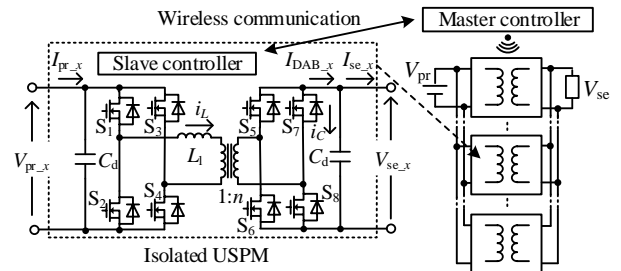 Wireless communication
Master controller
I_pr_x
Slave controller
I_DAB_x
I_se_x
V_pr
V_se
S_1
S_3
i_L
S_5
S_7
i_C
V_pr_x
C_d
L_1
C_d
V_se_x
S_2
S_4
1:n
S_6
S_8
Isolated USPM